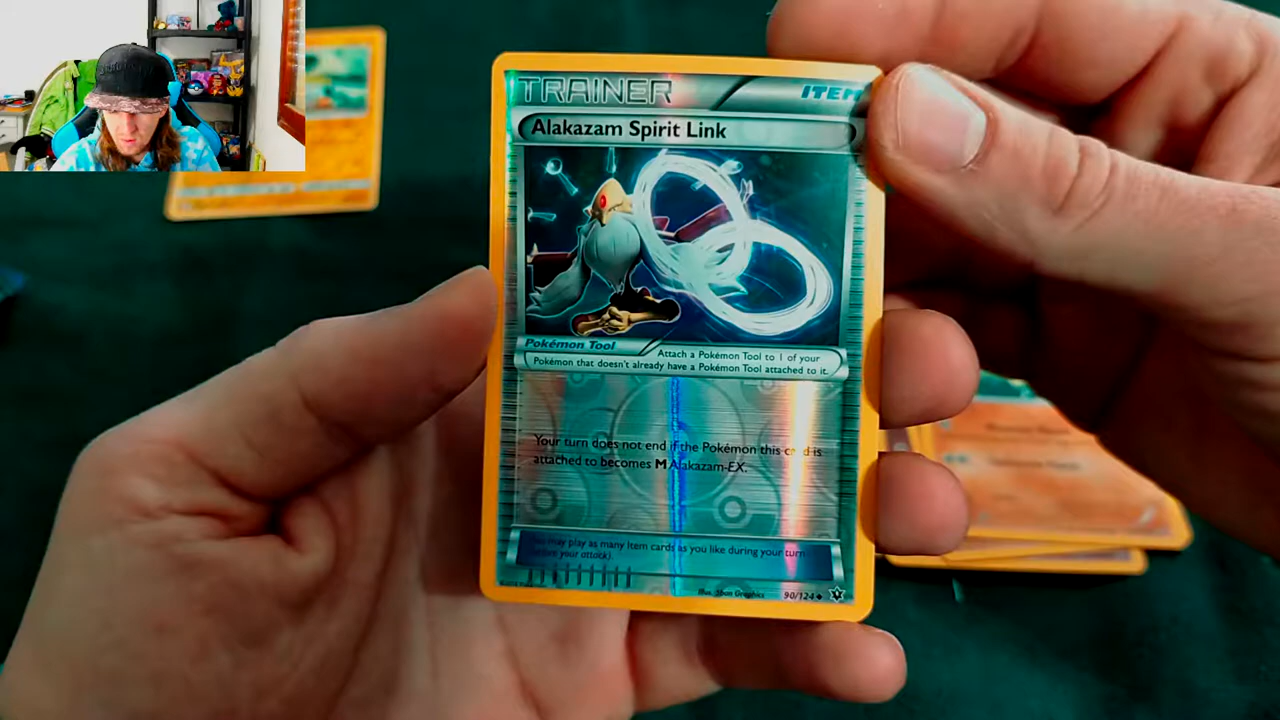 TRAINER
ITEM
Alakazam Spirit Link
Pokémon Tool
Attach a Pokémon Tool to 1 of your
Pokémon that doesn't already have a Pokémon Tool attached to it.
Your turn does not end if the Pokémon this card is
attached to becomes M Alakazam-EX.
You may play as many Item cards as you like during your turn
(before your attack).
Illus. 5ban Graphics
90/124